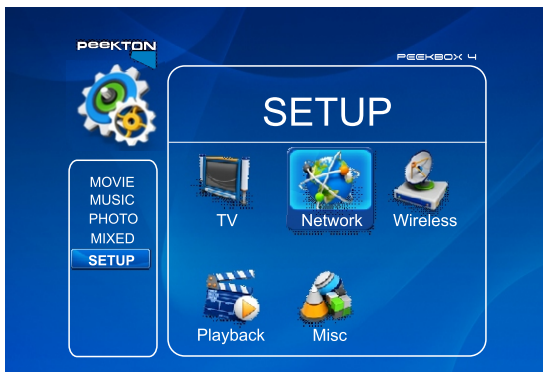 PEEKTON
PEEKBOX 4
SETUP
MOVIE
MUSIC
PHOTO
MIXED
SETUP
TV
Network
Wireless
Playback
Misc